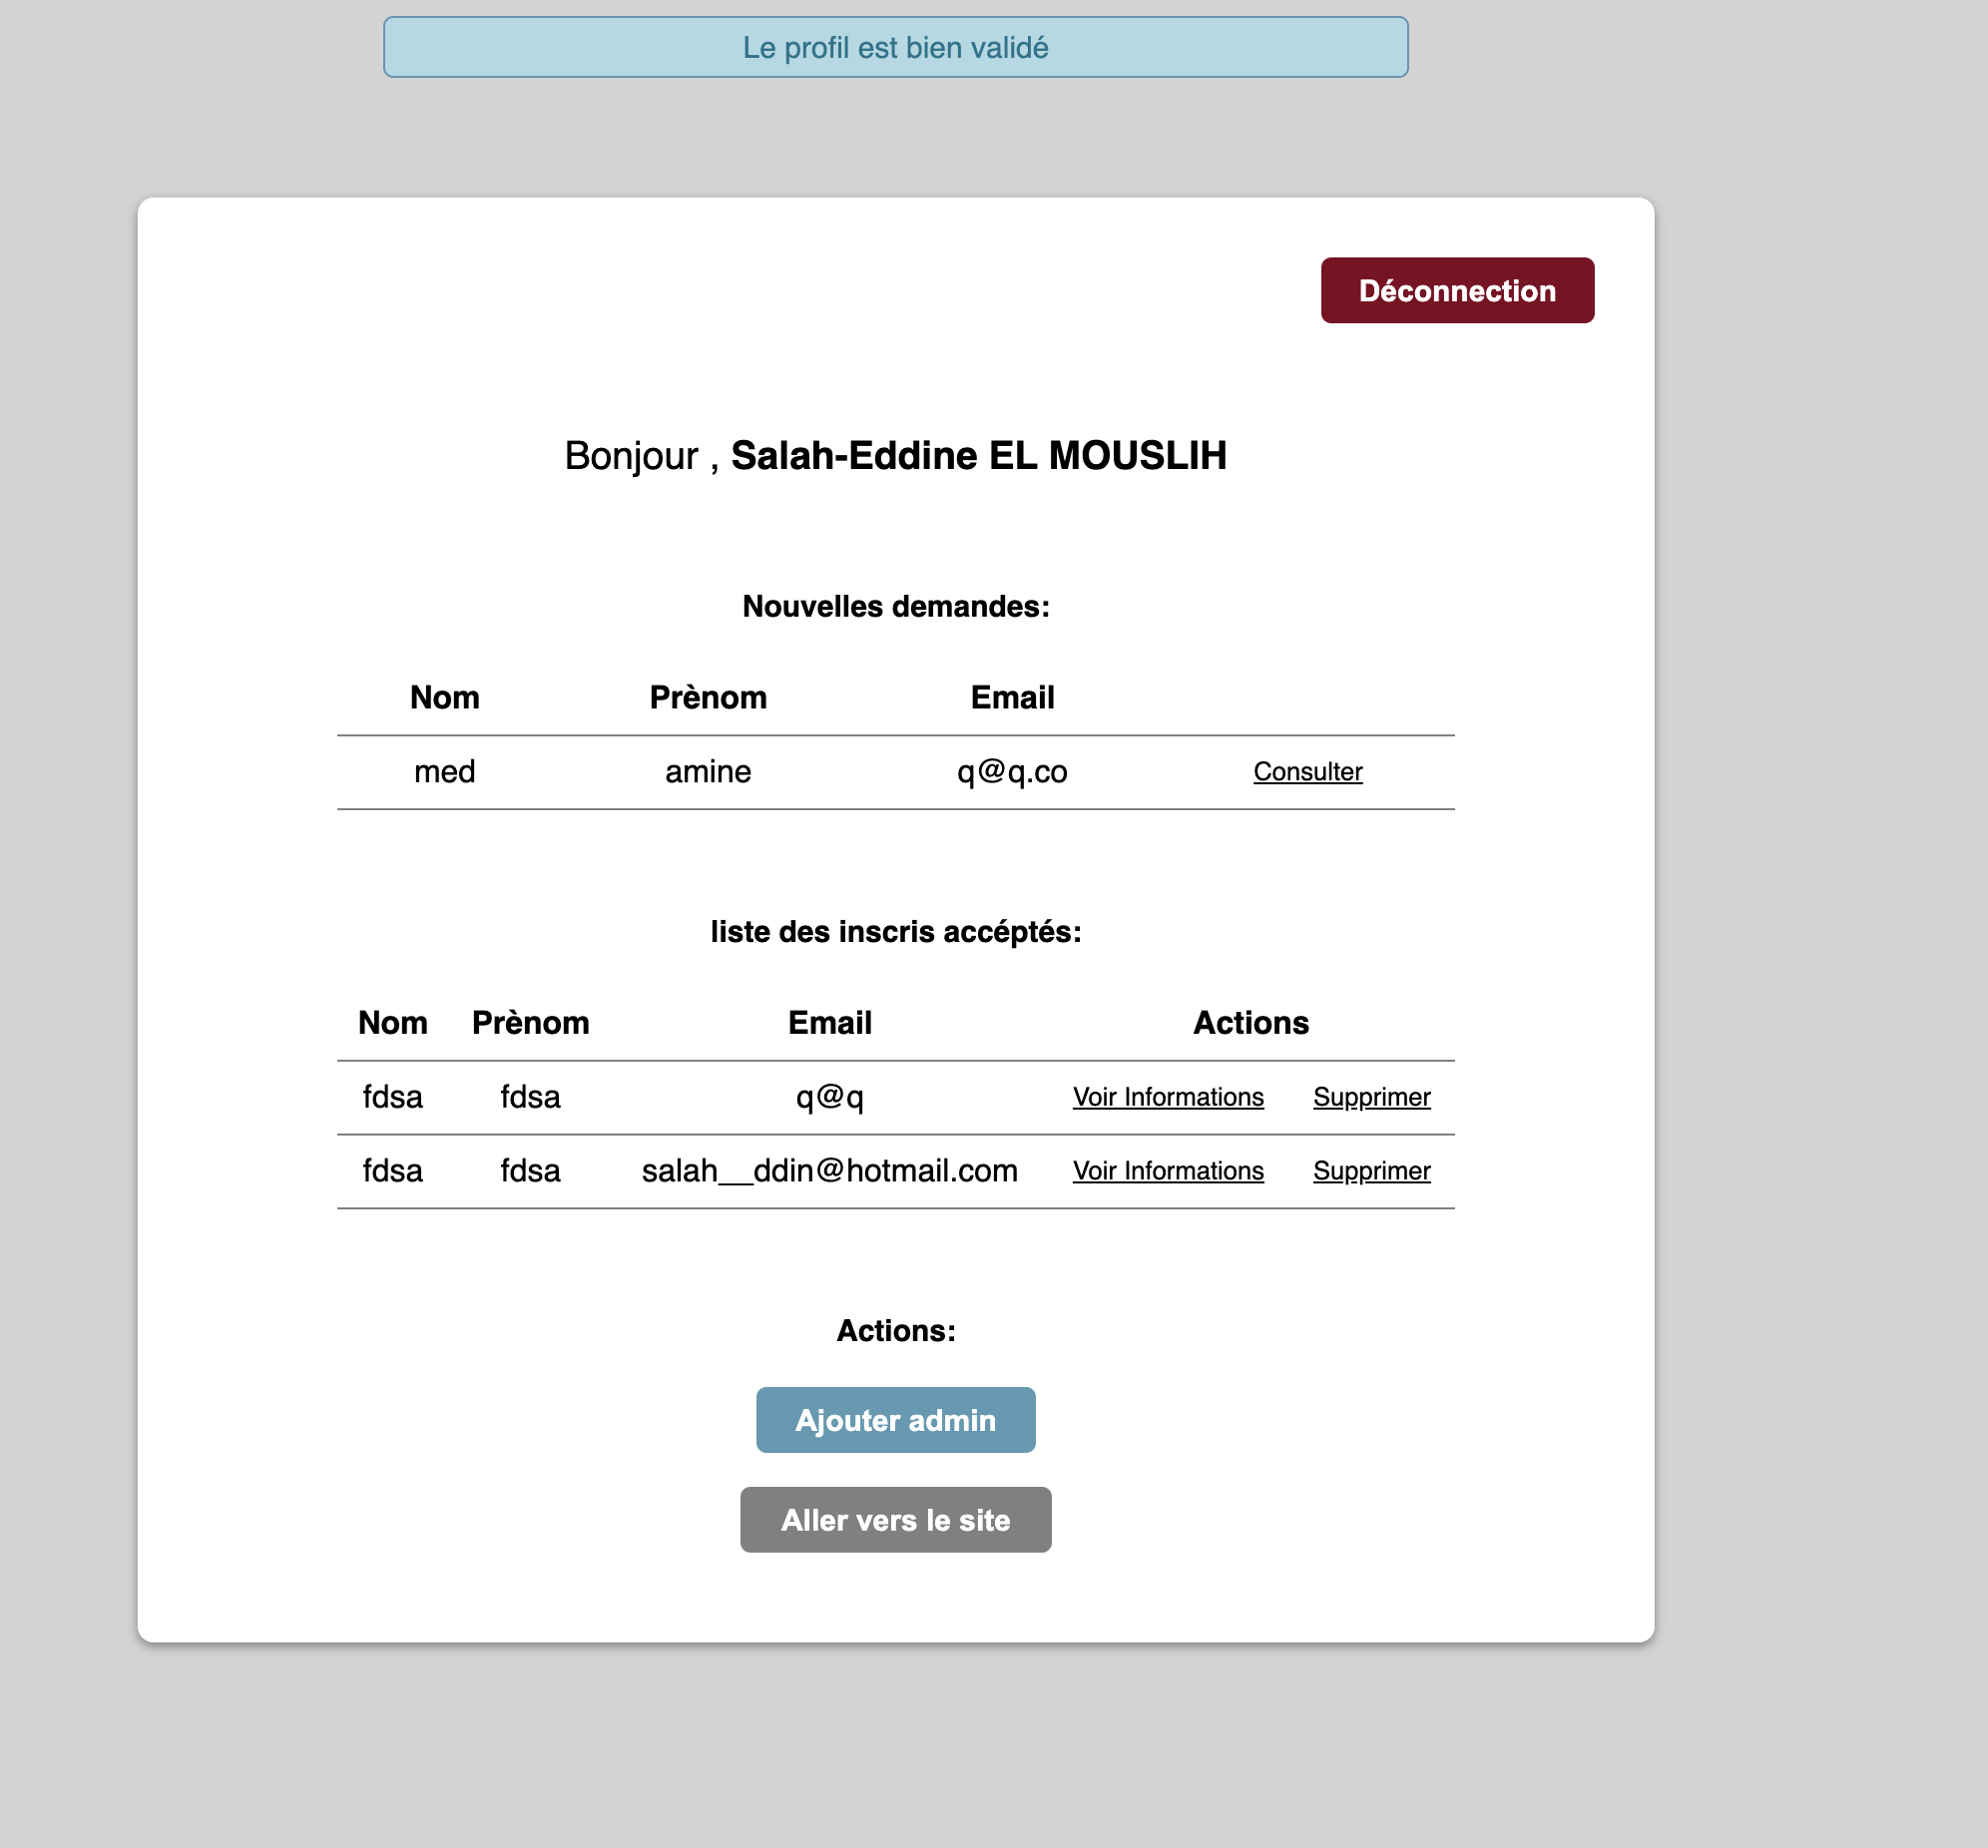 Le profil est bien validé
Déconnection
Bonjour , Salah-Eddine EL MOUSLIH
Nouvelles demandes:
Nom Prènom Email
med amine q@q.co Consulter
liste des inscris accéptés:
Nom Prènom Email Actions
fdsa fdsa q@q Voir Informations Supprimer
fdsa fdsa salah__ddin@hotmail.com Voir Informations Supprimer
Actions:
Ajouter admin
Aller vers le site